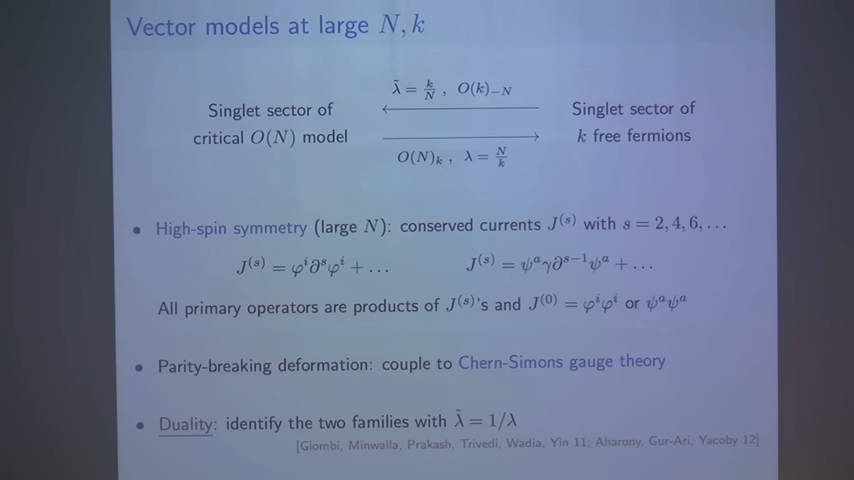 Vector models at large N, k
λ̃ = k/N , O(k)₋N
Singlet sector of critical O(N) model
Singlet sector of k free fermions
O(N)ₖ , λ = N/k
• High-spin symmetry (large N): conserved currents J⁽ˢ⁾ with s = 2, 4, 6, . . .
J⁽ˢ⁾ = φⁱ∂ˢφⁱ + . . . J⁽ˢ⁾ = ψᵃγ∂ˢ⁻¹ψᵃ + . . .
All primary operators are products of J⁽ˢ⁾'s and J⁽⁰⁾ = φⁱφⁱ or ψᵃψᵃ
• Parity-breaking deformation: couple to Chern-Simons gauge theory
• Duality: identify the two families with λ̃ = 1/λ
[Giombi, Minwalla, Prakash, Trivedi, Wadia, Yin 11; Aharony, Gur-Ari, Yacoby 12]